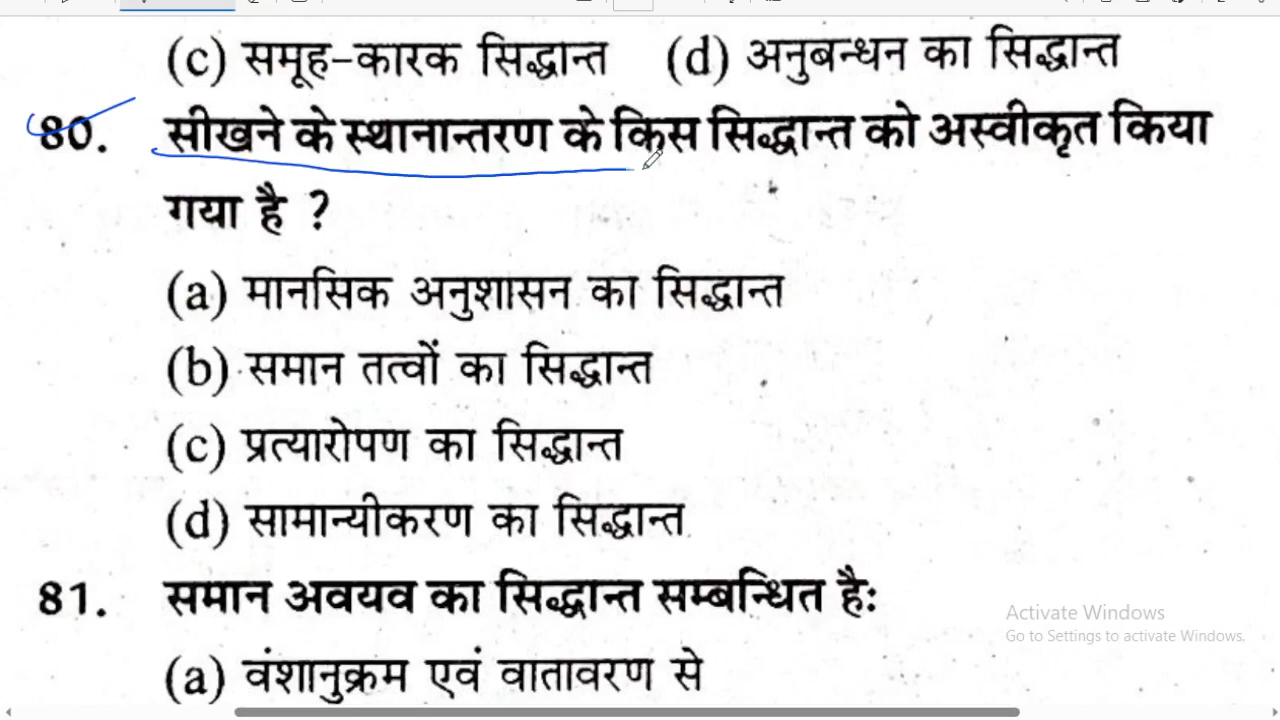 (c) समूह-कारक सिद्धान्त (d) अनुबन्धन का सिद्धान्त
80. सीखने के स्थानान्तरण के किस सिद्धान्त को अस्वीकृत किया
गया है ?
(a) मानसिक अनुशासन का सिद्धान्त
(b) समान तत्वों का सिद्धान्त
(c) प्रत्यारोपण का सिद्धान्त
(d) सामान्यीकरण का सिद्धान्त
81. समान अवयव का सिद्धान्त सम्बन्धित हैः
Activate Windows
Go to Settings to activate Windows.
(a) वंशानुक्रम एवं वातावरण से